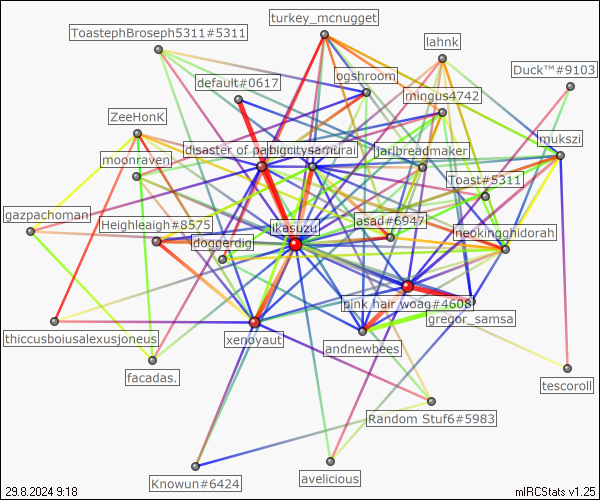 turkey_mcnugget
ToastephBroseph5311#5311
lahnk
Duck™#9103
ogshroom
default#0617
mingus4742
ZeeHonK
mukszi
disaster of pa
bigcitysamurai
jarlbreadmaker
moonraven
Toast#5311
gazpachoman
asad#6947
Heighleaigh#8575
likasuzu
neokingghidorah
doggerdig
pink hair woag#4608
gregor_samsa
thiccusboiusalexusjoneus
xenoyaut
andnewbees
facadas.
tescoroll
Random Stuf6#5983
Knowun#6424
avelicious
29.8.2024 9:18
mIRCStats v1.25